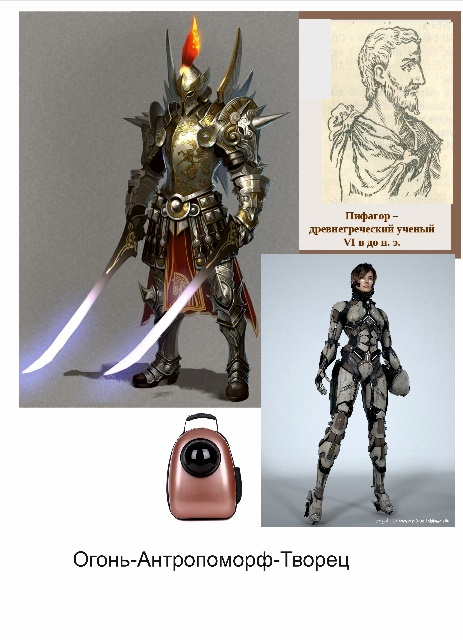 Пифагор –
древнегреческий ученый
VI в до н. э.
Огонь-Антропоморф-Творец